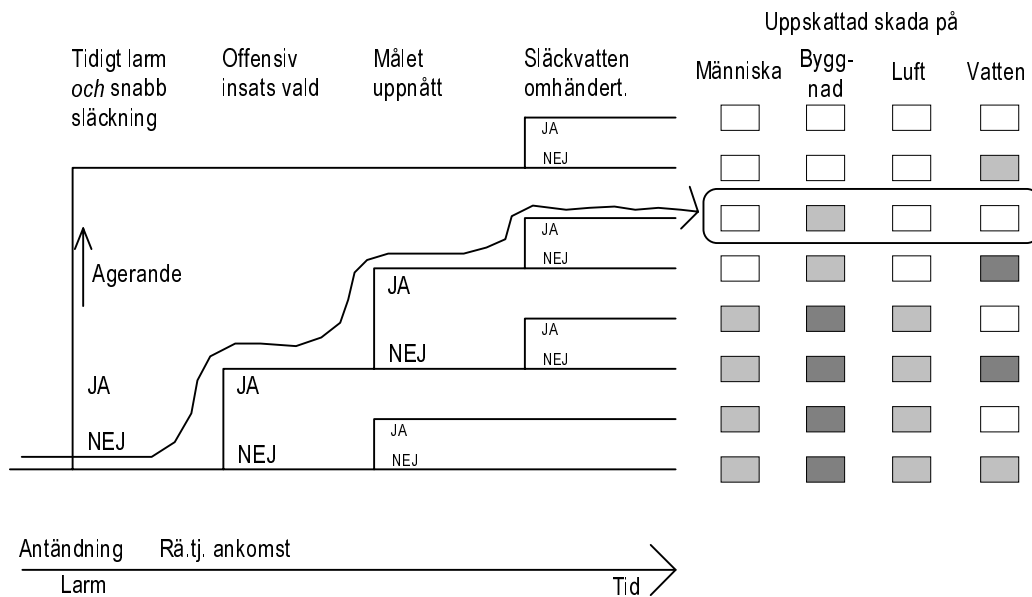 Uppskattad skada på
Tidigt larm
och snabb
släckning
Offensiv
insats vald
Målet
uppnått
Släckvatten
omhändert.
Människa
Bygg-
nad
Luft
Vatten
JA
NEJ
JA
NEJ
Agerande
JA
JA
NEJ
NEJ
JA
JA
JA
NEJ
NEJ
JA
NEJ
Antändning
Rä.tj. ankomst
Larm
Tid